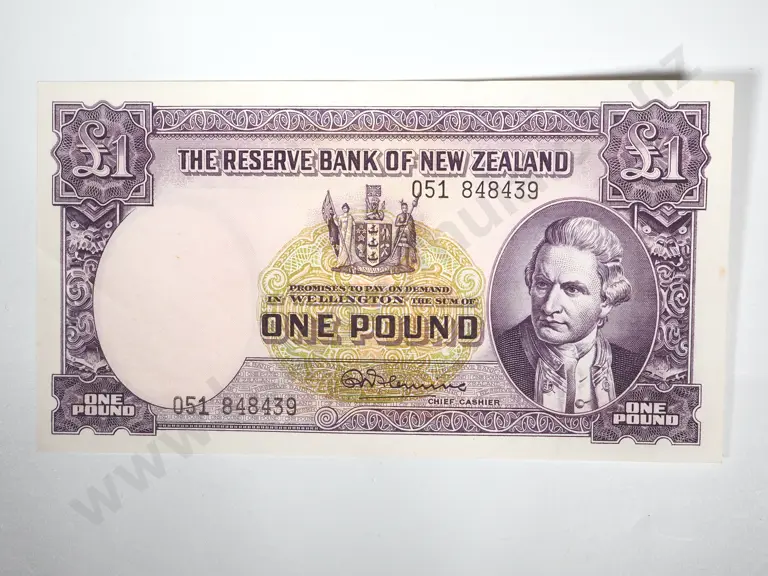 £1
£1
THE RESERVE BANK OF NEW ZEALAND
051 848439
PROMISES TO PAY ON DEMAND
IN WELLINGTON THE SUM OF
ONE POUND
051 848439
CHIEF CASHIER
ONE
POUND
ONE
POUND